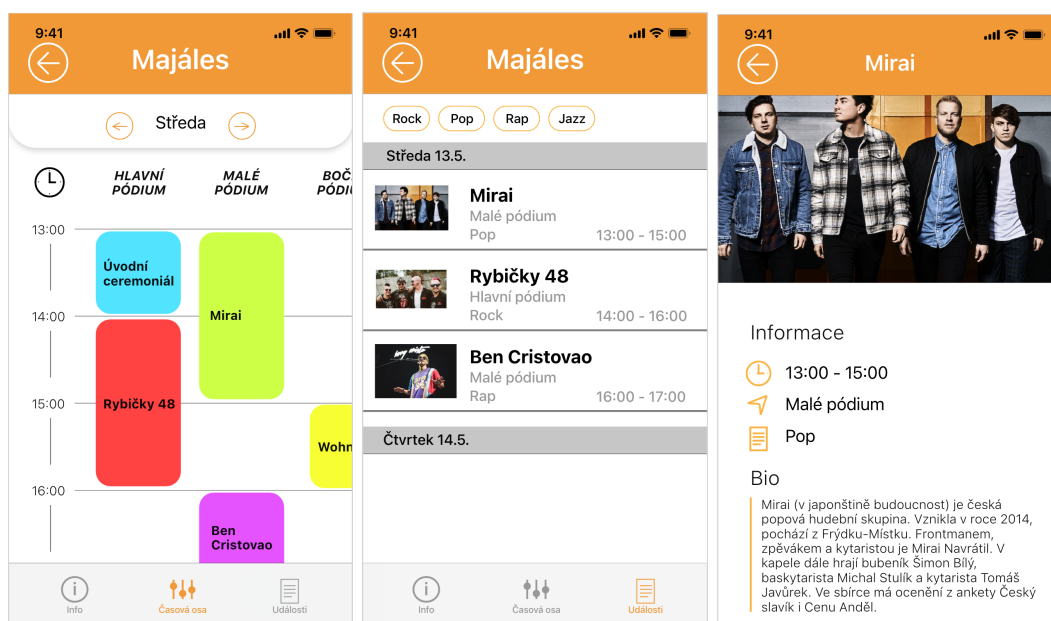 9:41
Majáles
Středa
HLAVNÍ
PÓDIUM
MALÉ
PÓDIUM
BOČ
PÓDIU
13:00
Úvodní
ceremoniál
14:00
Mirai
15:00
Rybičky 48
Wohn
16:00
Ben
Cristovao
Info
Časová osa
Události
9:41
Majáles
Rock
Pop
Rap
Jazz
Středa 13.5.
Mirai
Malé pódium
Pop
13:00 - 15:00
Rybičky 48
Hlavní pódium
Rock
14:00 - 16:00
Ben Cristovao
Malé pódium
Rap
16:00 - 17:00
Čtvrtek 14.5.
Info
Časová osa
Události
9:41
Mirai
Informace
13:00 - 15:00
Malé pódium
Pop
Bio
Mirai (v japonštině budoucnost) je česká
popová hudební skupina. Vznikla v roce 2014,
pochází z Frýdku-Místku. Frontmanem,
zpěvákem a kytaristou je Mirai Navrátil. V
kapele dále hrají bubeník Šimon Bílý,
baskytarista Michal Stulík a kytarista Tomáš
Javůrek. Ve sbírce má ocenění z ankety Český
slavík i Cenu Anděl.